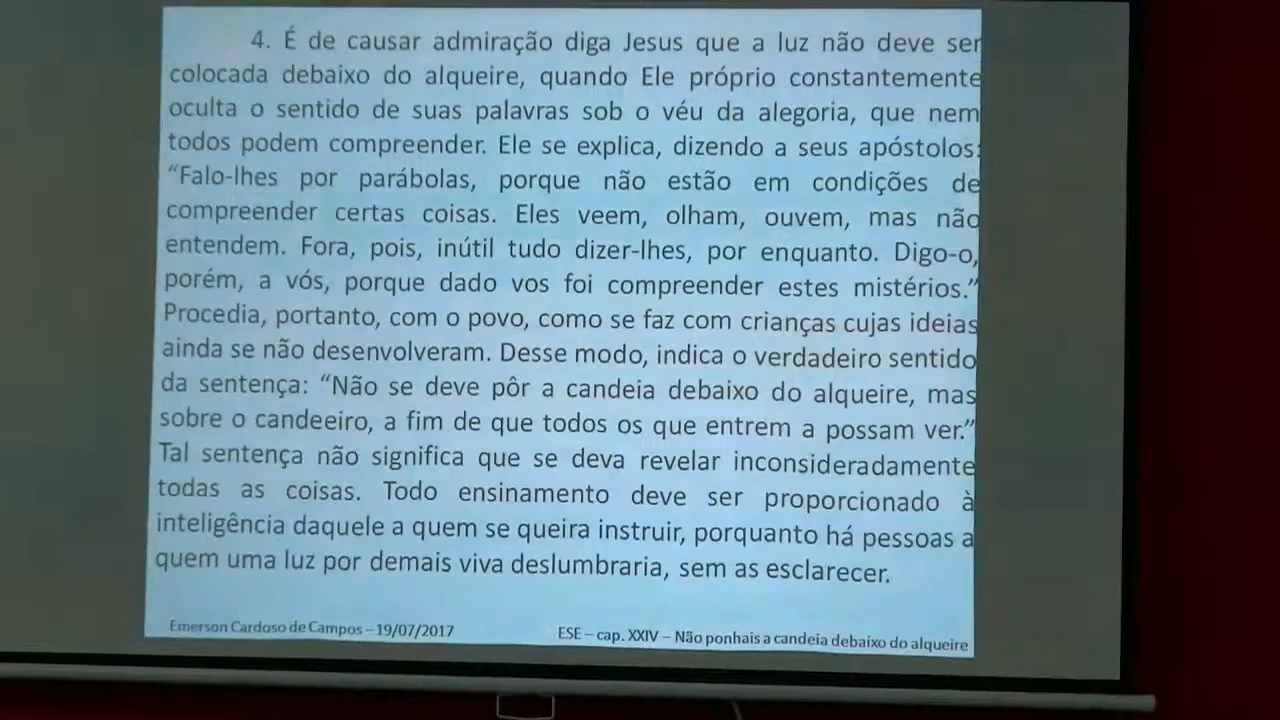 4. É de causar admiração diga Jesus que a luz não deve ser
colocada debaixo do alqueire, quando Ele próprio constantemente
oculta o sentido de suas palavras sob o véu da alegoria, que nem
todos podem compreender. Ele se explica, dizendo a seus apóstolos:
“Falo-lhes por parábolas, porque não estão em condições de
compreender certas coisas. Eles veem, olham, ouvem, mas não
entendem. Fora, pois, inútil tudo dizer-lhes, por enquanto. Digo-o,
porém, a vós, porque dado vos foi compreender estes mistérios.”
Procedia, portanto, com o povo, como se faz com crianças cujas ideias
ainda se não desenvolveram. Desse modo, indica o verdadeiro sentido
da sentença: “Não se deve pôr a candeia debaixo do alqueire, mas
sobre o candeeiro, a fim de que todos os que entrem a possam ver.”
Tal sentença não significa que se deva revelar inconsideradamente
todas as coisas. Todo ensinamento deve ser proporcionado à
inteligência daquele a quem se queira instruir, porquanto há pessoas a
quem uma luz por demais viva deslumbraria, sem as esclarecer.
Emerson Cardoso de Campos – 19/07/2017
ESE – cap. XXIV – Não ponhais a candeia debaixo do alqueire